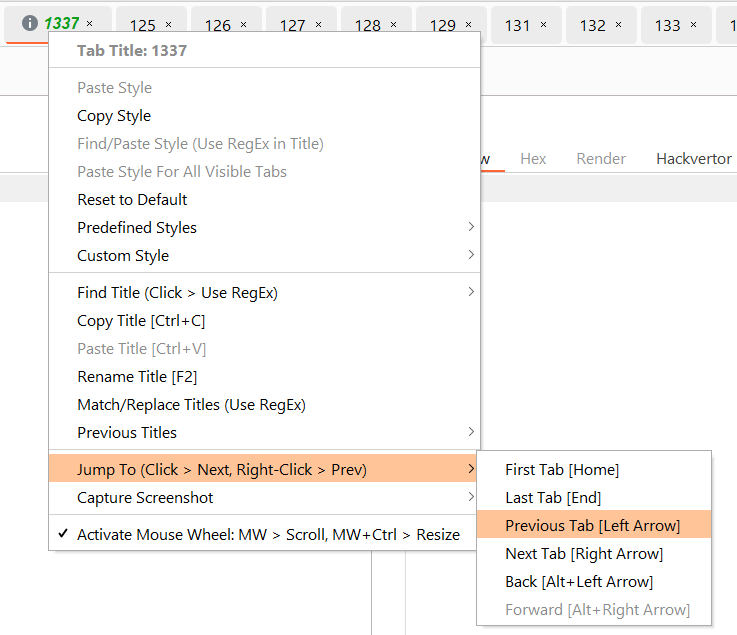 1337 × 125 × 126 × 127 × 128 × 129 × 131 × 132 × 133 × 1
Tab Title: 1337
Paste Style
Copy Style
Find/Paste Style (Use RegEx in Title)
w Hex Render Hackvertor
Paste Style For All Visible Tabs
Reset to Default
Predefined Styles
Custom Style
Find Title (Click > Use RegEx)
Copy Title [Ctrl+C]
Paste Title [Ctrl+V]
Rename Title [F2]
Match/Replace Titles (Use RegEx)
Previous Titles
Jump To (Click > Next, Right-Click > Prev)
Capture Screenshot
✓ Activate Mouse Wheel: MW > Scroll, MW+Ctrl > Resize
First Tab [Home]
Last Tab [End]
Previous Tab [Left Arrow]
Next Tab [Right Arrow]
Back [Alt+Left Arrow]
Forward [Alt+Right Arrow]